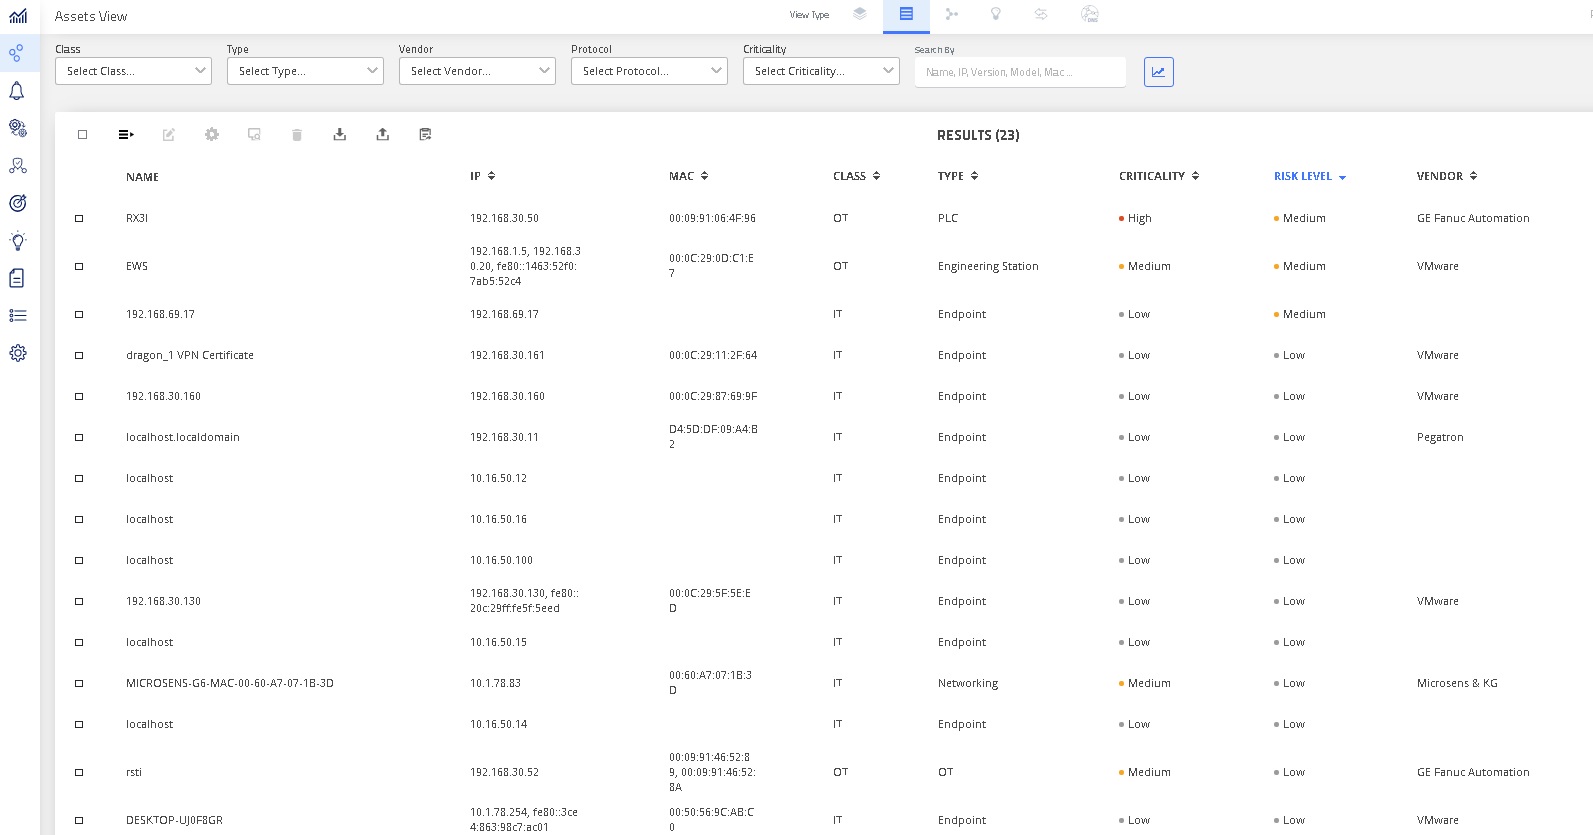 Assets View
View Type
Class
Type
Vendor
Protocol
Criticality
Search By
Select Class...
Select Type...
Select Vendor...
Select Protocol...
Select Criticality...
Name, IP, Version, Model, Mac...
RESULTS (23)
NAME IP MAC CLASS TYPE CRITICALITY RISK LEVEL VENDOR
RX3I 192.168.30.50 00:09:91:06:4F:96 OT PLC High Medium GE Fanuc Automation
192.168.1.5, 192.168.3
0.20, fe80::1463:52f0:
7ab5:52c4
00:0C:29:0D:C1:E
7
EWS OT Engineering Station Medium Medium VMware
192.168.69.17 192.168.69.17 IT Endpoint Low Medium
dragon_1 VPN Certificate 192.168.30.161 00:0C:29:11:2F:64 IT Endpoint Low Low VMware
192.168.30.160 192.168.30.160 00:0C:29:87:69:9F IT Endpoint Low Low VMware
localhost.localdomain 192.168.30.11 D4:5D:DF:09:A4:B
2
IT Endpoint Low Low Pegatron
localhost 10.16.50.12 IT Endpoint Low Low
localhost 10.16.50.16 IT Endpoint Low Low
localhost 10.16.50.100 IT Endpoint Low Low
192.168.30.130 192.168.30.130, fe80::
20c:29ff:fe5f:5eed
00:0C:29:5F:5E:E
D
IT Endpoint Low Low VMware
localhost 10.16.50.15 IT Endpoint Low Low
MICROSENS-G6-MAC-00-60-A7-07-1B-3D 10.1.78.83 00:60:A7:07:1B:3
D
IT Networking Medium Low Microsens & KG
localhost 10.16.50.14 IT Endpoint Low Low
rsti 192.168.30.52 00:09:91:46:52:8
9, 00:09:91:46:52:
8A
OT OT Medium Low GE Fanuc Automation
DESKTOP-UJ0F8GR 10.1.78.254, fe80::3ce
4:863:98c7:ac01
00:50:56:9C:AB:C
0
IT Endpoint Low Low VMware